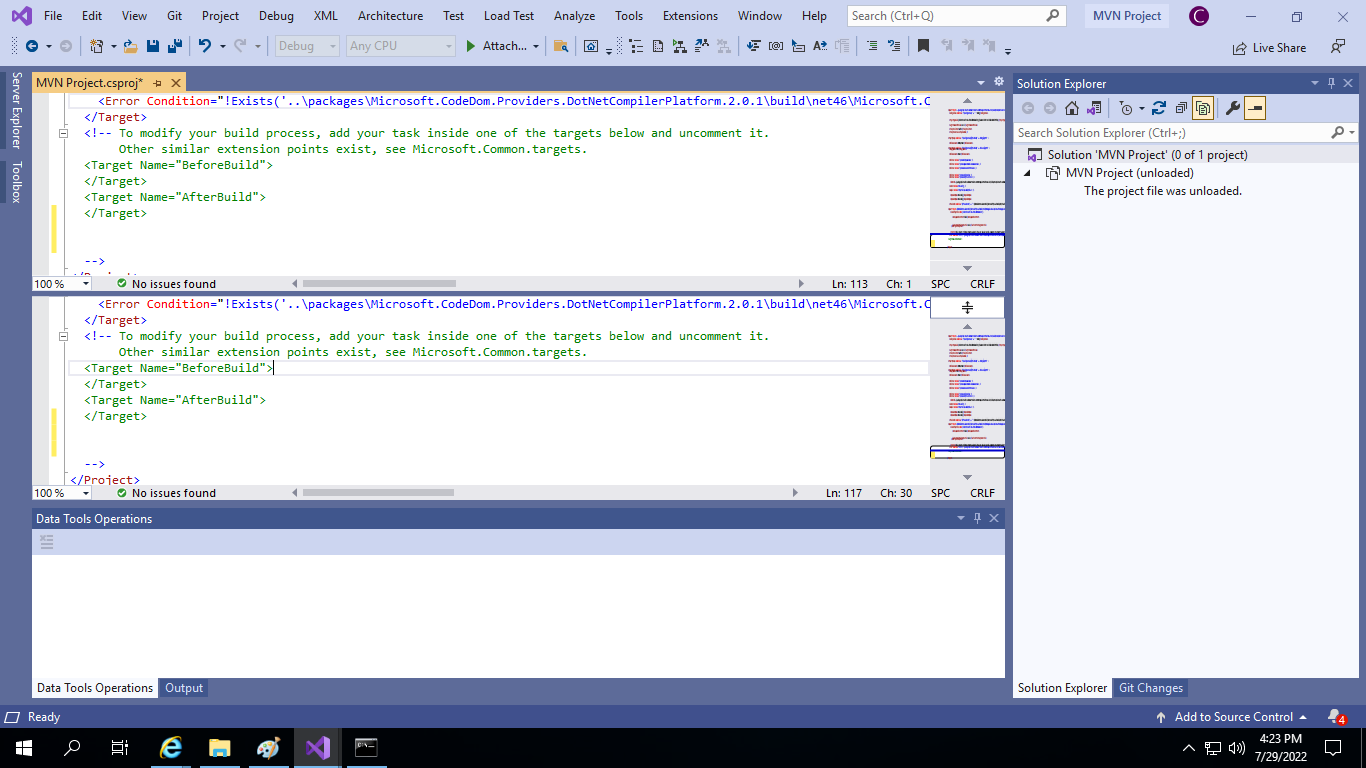 File Edit View Git Project Debug XML Architecture Test Load Test Analyze Tools Extensions Window Help Search (Ctrl+Q) MVN Project C
Debug Any CPU Attach... Live Share
Server Explorer
Toolbox
MVN Project.csproj*
<Error Condition="!Exists('..\packages\Microsoft.CodeDom.Providers.DotNetCompilerPlatform.2.0.1\build\net46\Microsoft.C
</Target>
<!-- To modify your build process, add your task inside one of the targets below and uncomment it.
Other similar extension points exist, see Microsoft.Common.targets.
<Target Name="BeforeBuild">
</Target>
<Target Name="AfterBuild">
</Target>
-->
</Project>
100 % No issues found Ln: 113 Ch: 1 SPC CRLF
<Error Condition="!Exists('..\packages\Microsoft.CodeDom.Providers.DotNetCompilerPlatform.2.0.1\build\net46\Microsoft.C
</Target>
<!-- To modify your build process, add your task inside one of the targets below and uncomment it.
Other similar extension points exist, see Microsoft.Common.targets.
<Target Name="BeforeBuild">
</Target>
<Target Name="AfterBuild">
</Target>
-->
</Project>
100 % No issues found Ln: 117 Ch: 30 SPC CRLF
Data Tools Operations
Data Tools Operations Output
Solution Explorer
Search Solution Explorer (Ctrl+;)
Solution 'MVN Project' (0 of 1 project)
MVN Project (unloaded)
The project file was unloaded.
Solution Explorer Git Changes
Ready Add to Source Control 4
4:23 PM
7/29/2022